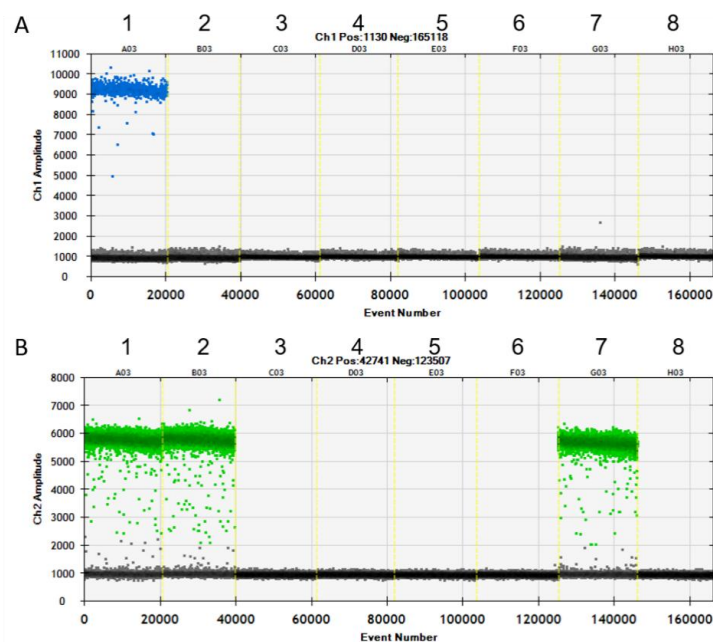 A 1 2 3 4 5 6 7 8
Ch1 Pos:1130 Neg:165118
A03 B03 C03 D03 E03 F03 G03 H03
11000
10000
9000
8000
7000
6000
5000
4000
3000
2000
1000
0
Ch1 Amplitude
0 20000 40000 60000 80000 100000 120000 140000 160000
Event Number
B 1 2 3 4 5 6 7 8
Ch2 Pos:42741 Neg:123507
A03 B03 C03 D03 E03 F03 G03 H03
8000
7000
6000
5000
4000
3000
2000
1000
0
Ch2 Amplitude
0 20000 40000 60000 80000 100000 120000 140000 160000
Event Number